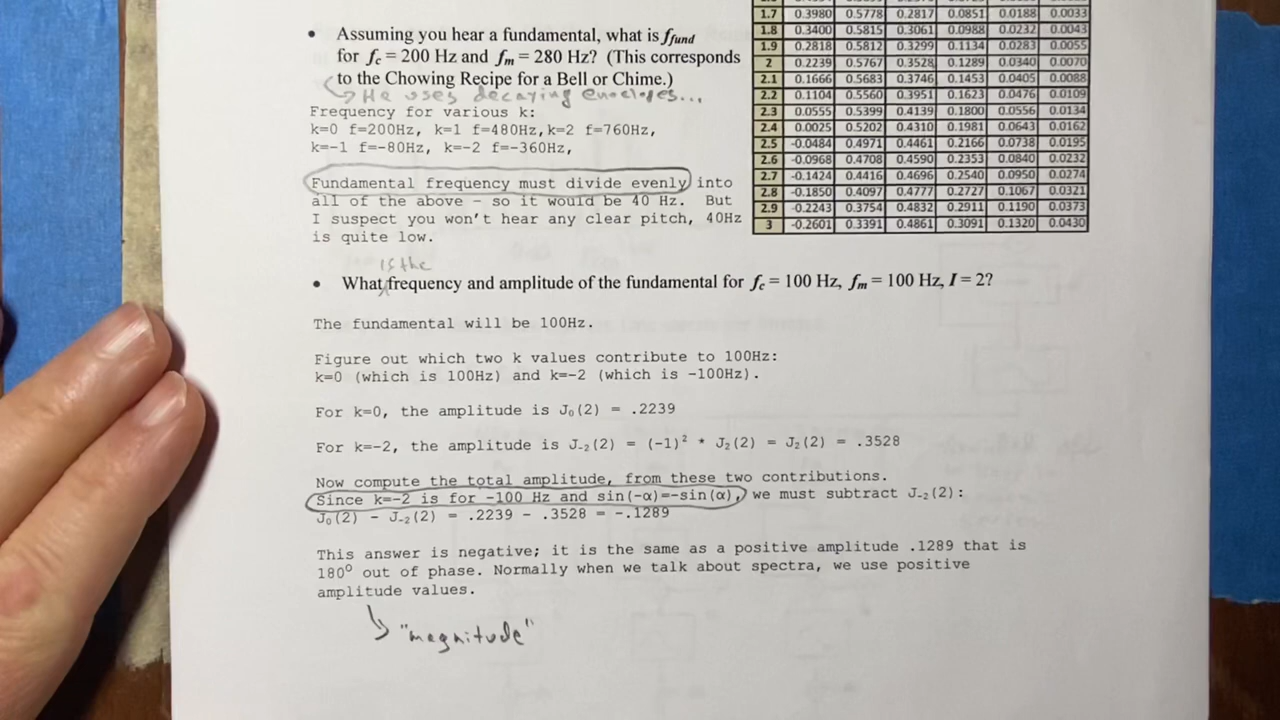 • Assuming you hear a fundamental, what is ffund
for fc = 200 Hz and fm = 280 Hz? (This corresponds
to the Chowing Recipe for a Bell or Chime.)
He uses decaying envelopes...
Frequency for various k:
k=0 f=200Hz, k=1 f=480Hz, k=2 f=760Hz,
k=-1 f=-80Hz, k=-2 f=-360Hz,
Fundamental frequency must divide evenly into
all of the above – so it would be 40 Hz. But
I suspect you won't hear any clear pitch, 40Hz
is quite low.
1.7 0.3980 0.5778 0.2817 0.0851 0.0188 0.0033
1.8 0.3400 0.5815 0.3061 0.0988 0.0232 0.0043
1.9 0.2818 0.5812 0.3299 0.1134 0.0283 0.0055
2 0.2239 0.5767 0.3528 0.1289 0.0340 0.0070
2.1 0.1666 0.5683 0.3746 0.1453 0.0405 0.0088
2.2 0.1104 0.5560 0.3951 0.1623 0.0476 0.0109
2.3 0.0555 0.5399 0.4139 0.1800 0.0556 0.0134
2.4 0.0025 0.5202 0.4310 0.1981 0.0643 0.0162
2.5 -0.0484 0.4971 0.4461 0.2166 0.0738 0.0195
2.6 -0.0968 0.4708 0.4590 0.2353 0.0840 0.0232
2.7 -0.1424 0.4416 0.4696 0.2540 0.0950 0.0274
2.8 -0.1850 0.4097 0.4777 0.2727 0.1067 0.0321
2.9 -0.2243 0.3754 0.4832 0.2911 0.1190 0.0373
3 -0.2601 0.3391 0.4861 0.3091 0.1320 0.0430
is the
• What frequency and amplitude of the fundamental for fc = 100 Hz, fm = 100 Hz, I = 2?
The fundamental will be 100Hz.
Figure out which two k values contribute to 100Hz:
k=0 (which is 100Hz) and k=-2 (which is -100Hz).
For k=0, the amplitude is J₀(2) = .2239
For k=-2, the amplitude is J₋₂(2) = (-1)² * J₂(2) = J₂(2) = .3528
Now compute the total amplitude, from these two contributions.
Since k=-2 is for -100 Hz and sin(-α)=-sin(α), we must subtract J₋₂(2):
J₀(2) - J₋₂(2) = .2239 - .3528 = -.1289
This answer is negative; it is the same as a positive amplitude .1289 that is
180⁰ out of phase. Normally when we talk about spectra, we use positive
amplitude values.
"magnitude"